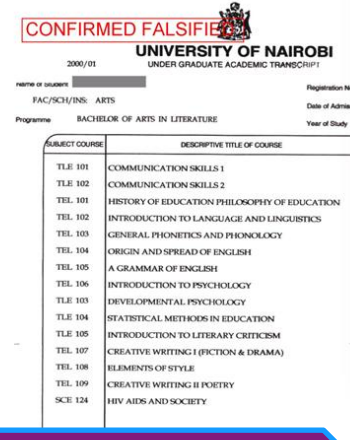 CONFIRMED FALSIFIED
UNIVERSITY OF NAIROBI
2000/01 UNDER GRADUATE ACADEMIC TRANSCRIPT
Name of Student
Registration N
FAC/SCH/INS: ARTS
Date of Admis
Programme BACHELOR OF ARTS IN LITERATURE
Year of Study
SUBJECT COURSE DESCRIPTIVE TITLE OF COURSE
TLE 101 COMMUNICATION SKILLS 1
TLE 102 COMMUNICATION SKILLS 2
TEL 101 HISTORY OF EDUCATION PHILOSOPHY OF EDUCATION
TEL 102 INTRODUCTION TO LANGUAGE AND LINGUISTICS
TEL 103 GENERAL PHONETICS AND PHONOLOGY
TEL 104 ORIGIN AND SPREAD OF ENGLISH
TEL 105 A GRAMMAR OF ENGLISH
TEL 106 INTRODUCTION TO PSYCHOLOGY
TLE 103 DEVELOPMENTAL PSYCHOLOGY
TLE 104 STATISTICAL METHODS IN EDUCATION
TLE 105 INTRODUCTION TO LITERARY CRITICISM
TEL 107 CREATIVE WRITING I (FICTION & DRAMA)
TEL 108 ELEMENTS OF STYLE
TEL 109 CREATIVE WRITING II POETRY
SCE 124 HIV AIDS AND SOCIETY